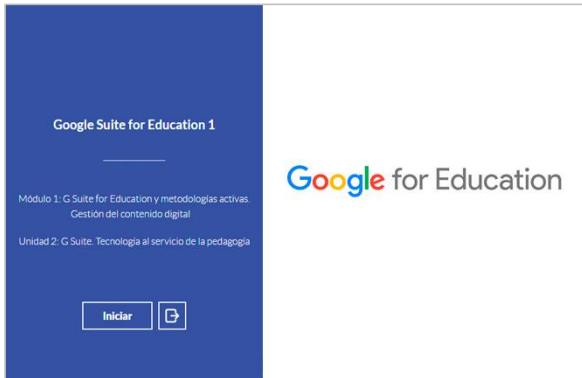 Google Suite for Education 1
Módulo 1: G Suite for Education y metodologías activas.
Gestión del contenido digital
Unidad 2: G Suite. Tecnología al servicio de la pedagogía
Iniciar
Google for Education